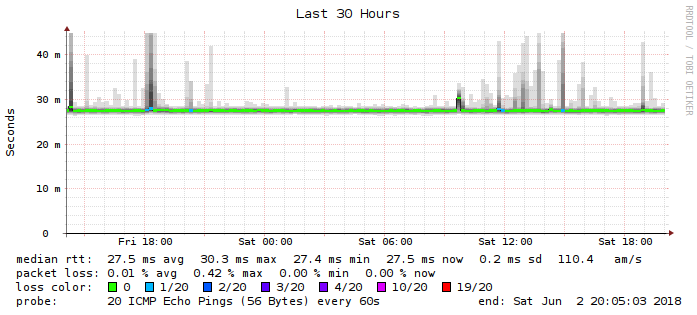 Last 30 Hours
RRDTOOL / TOBI OETIKER
Seconds
40 m
30 m
20 m
10 m
0
Fri 18:00 Sat 00:00 Sat 06:00 Sat 12:00 Sat 18:00
median rtt: 27.5 ms avg 30.3 ms max 27.4 ms min 27.5 ms now 0.2 ms sd 110.4 am/s
packet loss: 0.01 % avg 0.42 % max 0.00 % min 0.00 % now
loss color: 0 1/20 2/20 3/20 4/20 10/20 19/20
probe: 20 ICMP Echo Pings (56 Bytes) every 60s end: Sat Jun 2 20:05:03 2018